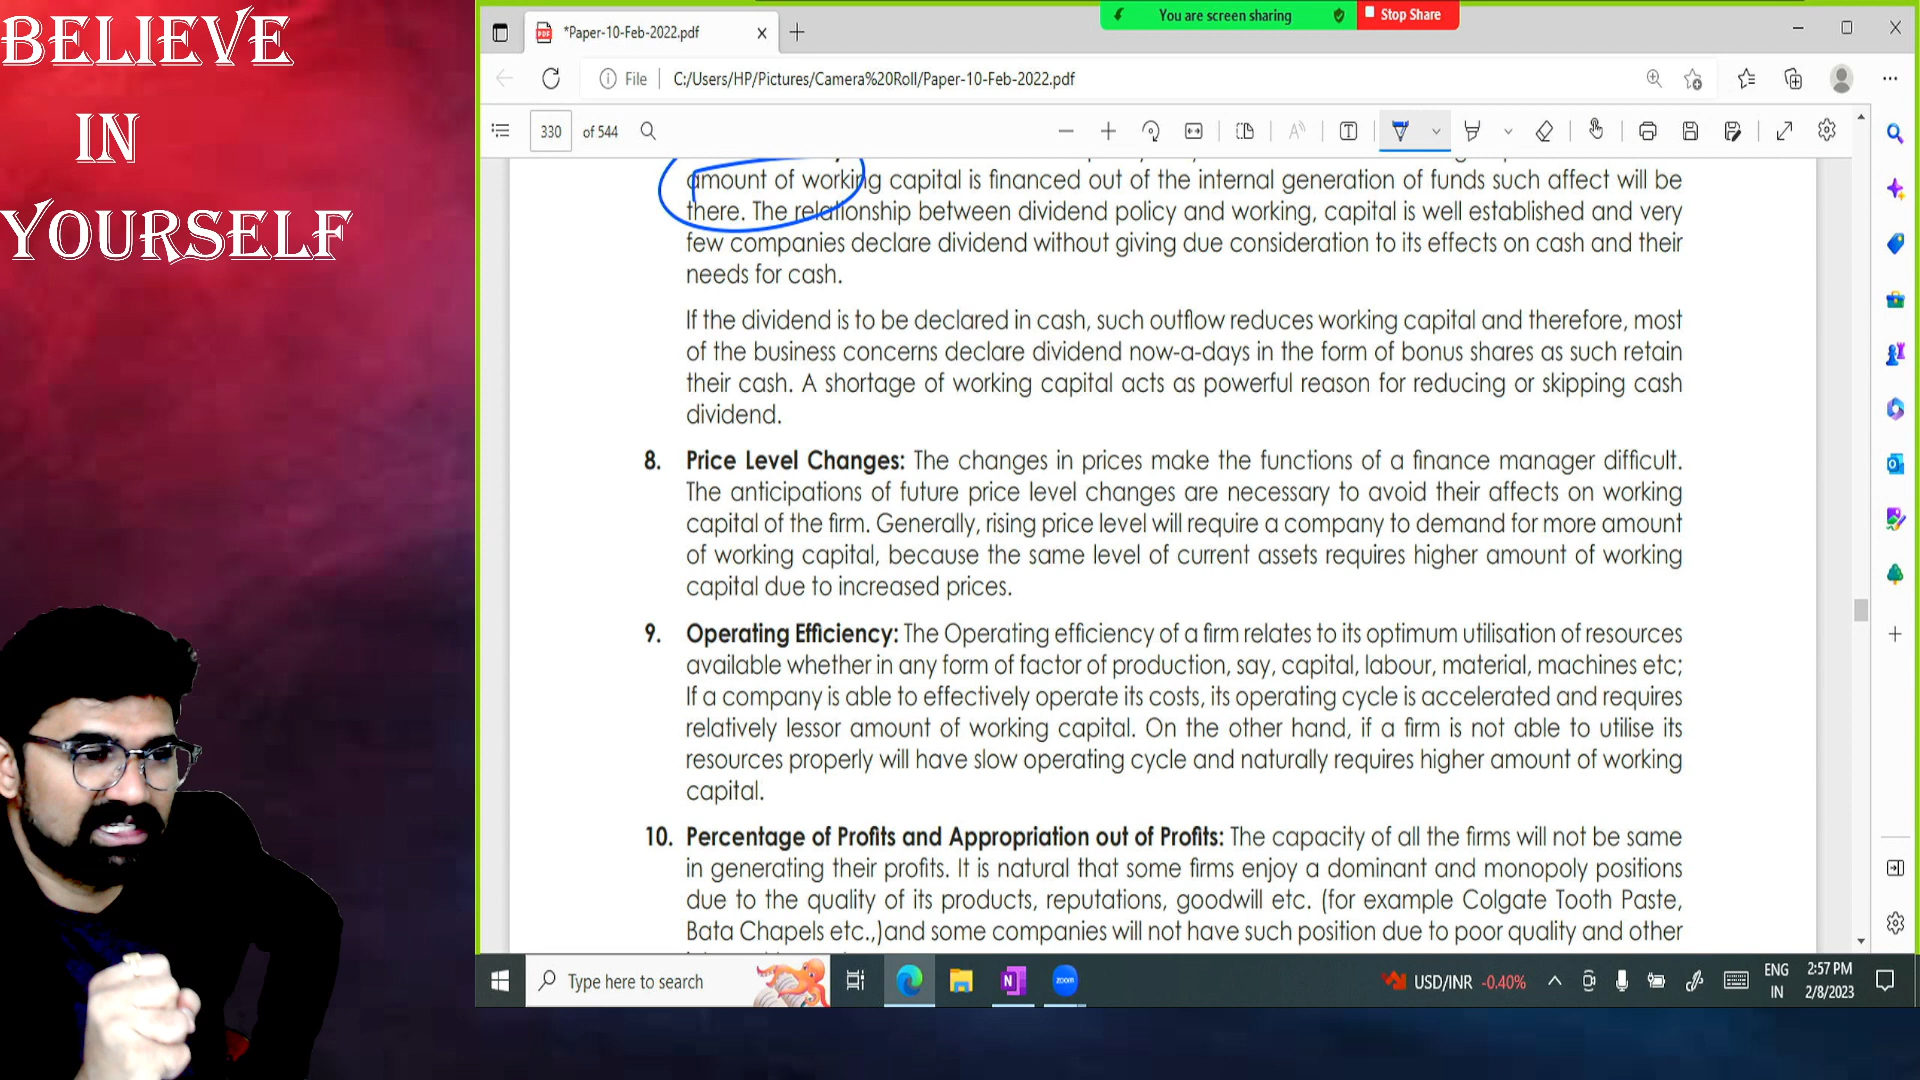 BELIEVE
IN
YOURSELF
You are screen sharing
Stop Share
*Paper-10-Feb-2022.pdf
File
C:/Users/HP/Pictures/Camera%20Roll/Paper-10-Feb-2022.pdf
330 of 544
amount of working capital is financed out of the internal generation of funds such affect will be
there. The relationship between dividend policy and working, capital is well established and very
few companies declare dividend without giving due consideration to its effects on cash and their
needs for cash.
If the dividend is to be declared in cash, such outflow reduces working capital and therefore, most
of the business concerns declare dividend now-a-days in the form of bonus shares as such retain
their cash. A shortage of working capital acts as powerful reason for reducing or skipping cash
dividend.
8. Price Level Changes: The changes in prices make the functions of a finance manager difficult.
The anticipations of future price level changes are necessary to avoid their affects on working
capital of the firm. Generally, rising price level will require a company to demand for more amount
of working capital, because the same level of current assets requires higher amount of working
capital due to increased prices.
9. Operating Efficiency: The Operating efficiency of a firm relates to its optimum utilisation of resources
available whether in any form of factor of production, say, capital, labour, material, machines etc;
If a company is able to effectively operate its costs, its operating cycle is accelerated and requires
relatively lessor amount of working capital. On the other hand, if a firm is not able to utilise its
resources properly will have slow operating cycle and naturally requires higher amount of working
capital.
10. Percentage of Profits and Appropriation out of Profits: The capacity of all the firms will not be same
in generating their profits. It is natural that some firms enjoy a dominant and monopoly positions
due to the quality of its products, reputations, goodwill etc. (for example Colgate Tooth Paste,
Bata Chapels etc.,)and some companies will not have such position due to poor quality and other
Type here to search
zoom
USD/INR -0.40%
ENG
IN
2:57 PM
2/8/2023